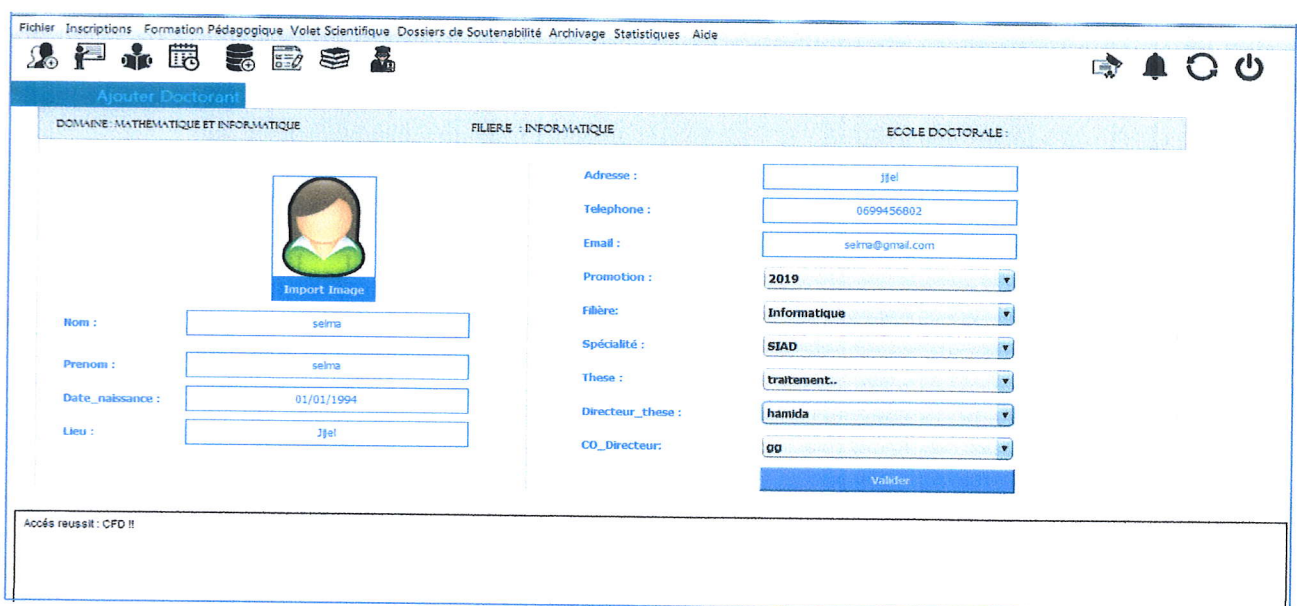 Fichier Inscriptions Formation Pédagogique Volet Scientifique Dossiers de Soutenabilité Archivage Statistiques Aide
Ajouter Doctorant
DOMAINE: MATHEMATIQUE ET INFORMATIQUE FILIERE : INFORMATIQUE ECOLE DOCTORALE :
Import Image
Nom : selma
Prenom : selma
Date_naissance : 01/01/1994
Lieu : Jijel
Adresse : jijel
Telephone : 0699456802
Email : selma@gmail.com
Promotion : 2019
Filière: Informatique
Spécialité : SIAD
These : traitement..
Directeur_these : hamida
CO_Directeur: gg
Valider
Accés reussit : CFD !!